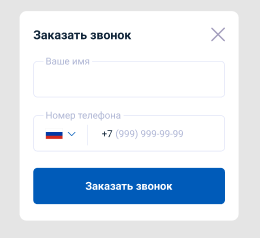 Заказать звонок
Ваше имя
Номер телефона
+7 (999) 999-99-99
Заказать звонок